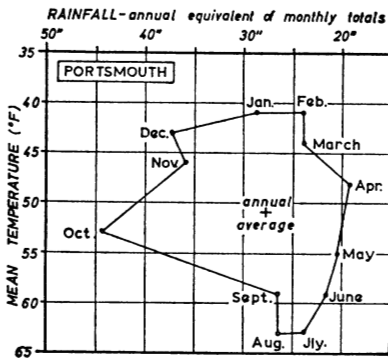 RAINFALL-annual equivalent of monthly totals
50" 40" 30" 20"
35
PORTSMOUTH
40
Jan. Feb.
Dec.
March
45
Nov.
Apr.
MEAN TEMPERATURE (°F)
50
annual
average
Oct.
55
May
60
Sept. June
Aug. Jly.
65